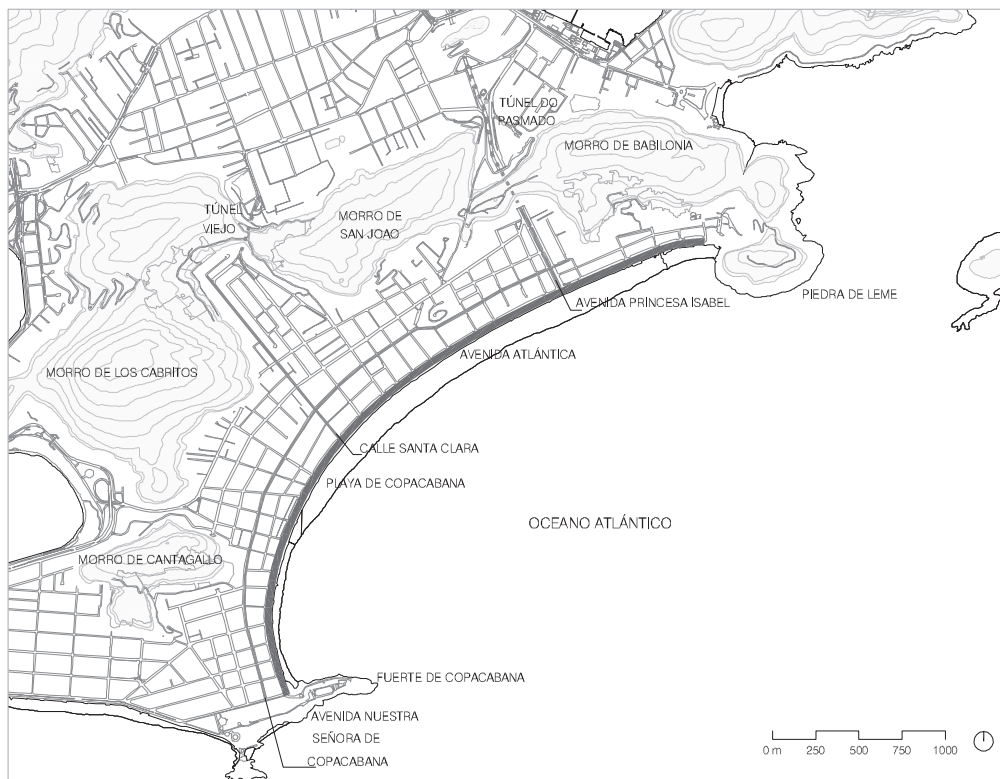 TÚNEL DO
PASMADO
MORRO DE BABILONIA
TÚNEL
VIEJO
MORRO DE
SAN JOAO
PIEDRA DE LEME
AVENIDA PRINCESA ISABEL
AVENIDA ATLÁNTICA
MORRO DE LOS CABRITOS
CALLE SANTA CLARA
PLAYA DE COPACABANA
OCEANO ATLÁNTICO
MORRO DE CANTAGALLO
FUERTE DE COPACABANA
AVENIDA NUESTRA
SEÑORA DE
COPACABANA
0 m 250 500 750 1000